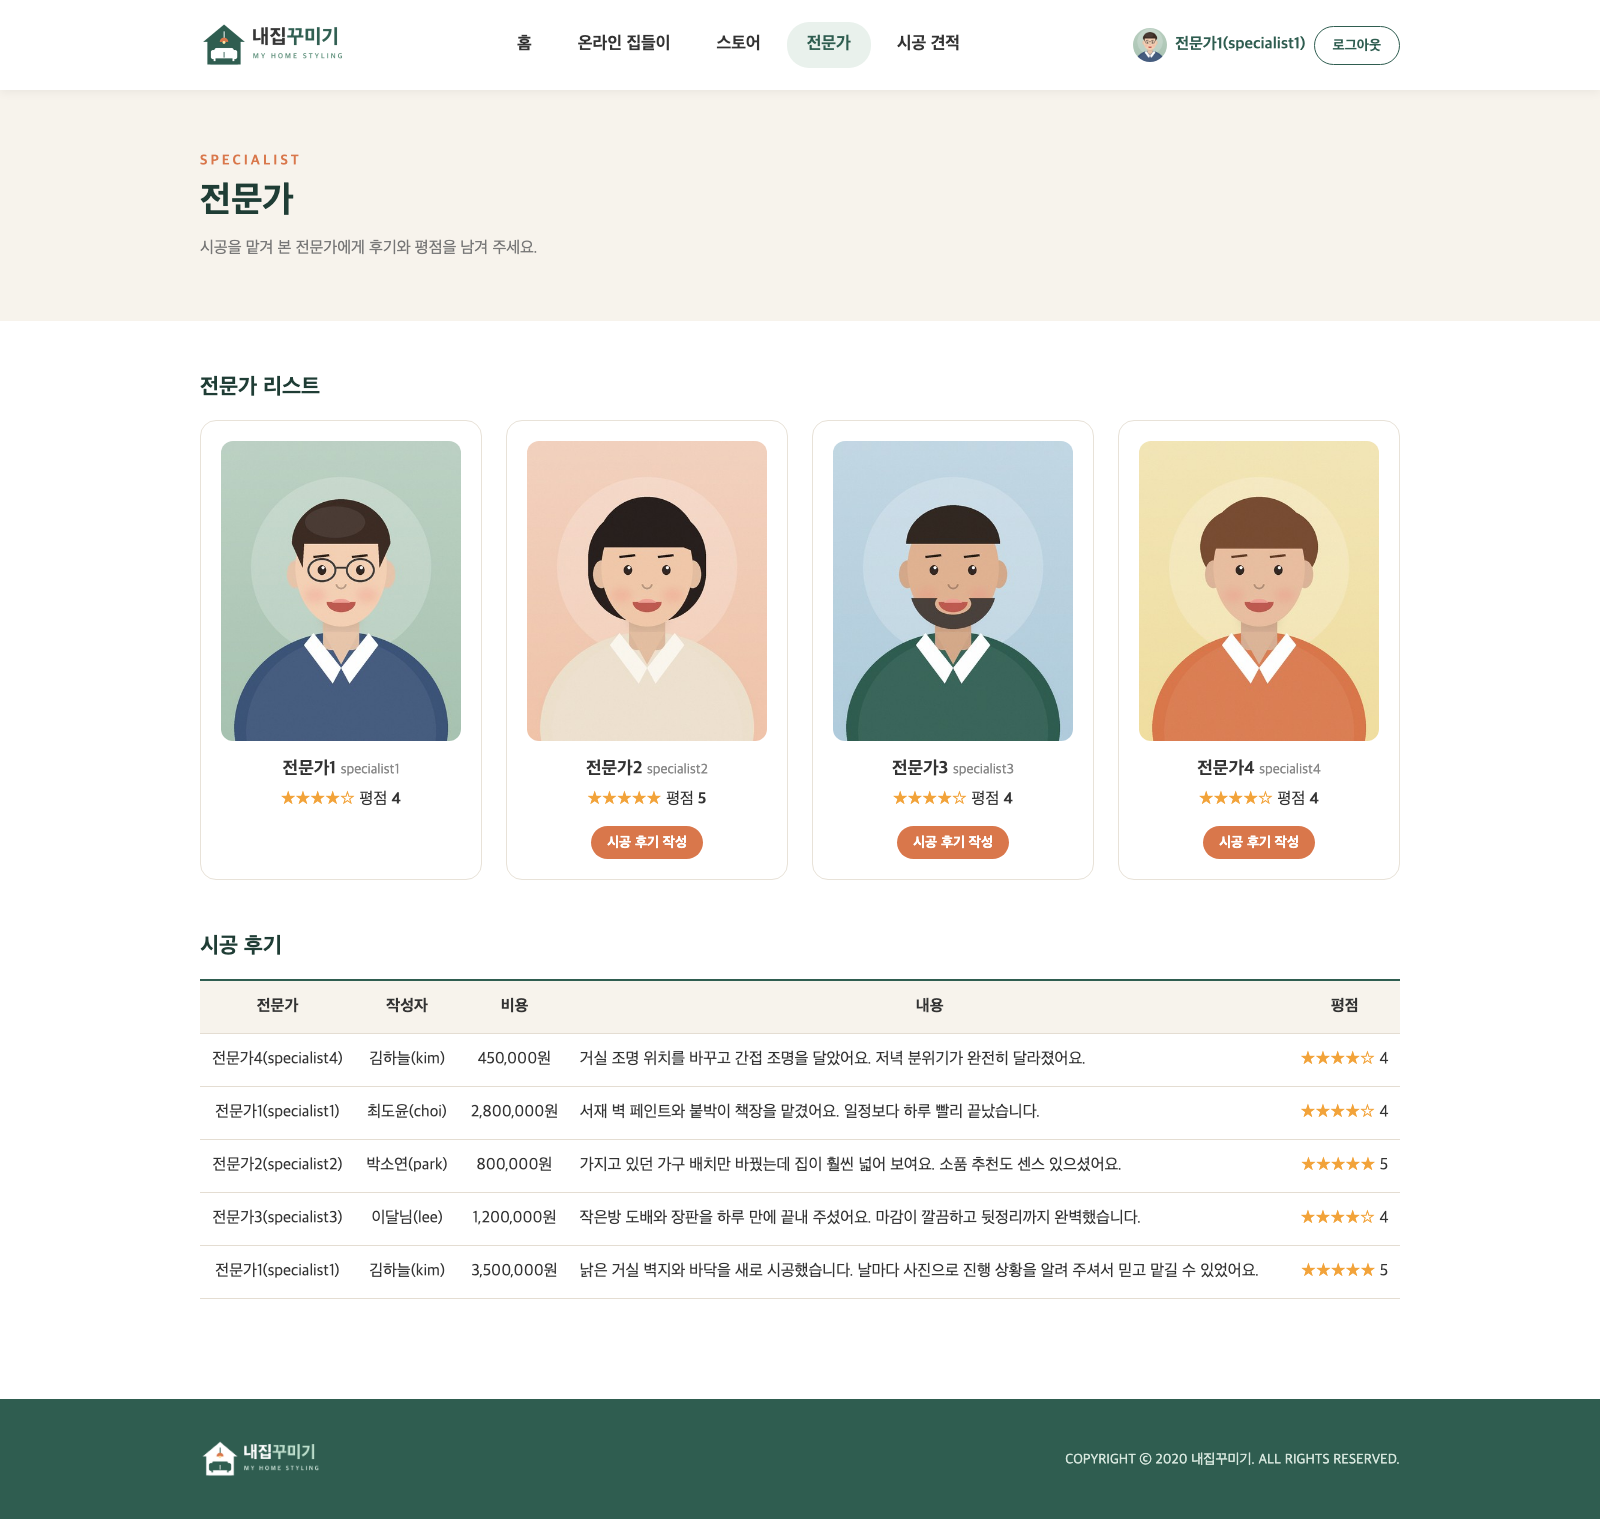 내집꾸미기
MY HOME STYLING
홈 온라인 집들이 스토어 전문가 시공 견적
전문가1(specialist1) 로그아웃
SPECIALIST
전문가
시공을 맡겨 본 전문가에게 후기와 평점을 남겨 주세요.
전문가 리스트
전문가1 specialist1
★★★★☆ 평점 4
전문가2 specialist2
★★★★★ 평점 5
시공 후기 작성
전문가3 specialist3
★★★★☆ 평점 4
시공 후기 작성
전문가4 specialist4
★★★★☆ 평점 4
시공 후기 작성
시공 후기
전문가 작성자 비용 내용 평점
전문가4(specialist4) 김하늘(kim) 450,000원 거실 조명 위치를 바꾸고 간접 조명을 달았어요. 저녁 분위기가 완전히 달라졌어요. ★★★★☆ 4
전문가1(specialist1) 최도윤(choi) 2,800,000원 서재 벽 페인트와 붙박이 책장을 맡겼어요. 일정보다 하루 빨리 끝났습니다. ★★★★☆ 4
전문가2(specialist2) 박소연(park) 800,000원 가지고 있던 가구 배치만 바꿨는데 집이 훨씬 넓어 보여요. 소품 추천도 센스 있으셨어요. ★★★★★ 5
전문가3(specialist3) 이달님(lee) 1,200,000원 작은방 도배와 장판을 하루 만에 끝내 주셨어요. 마감이 깔끔하고 뒷정리까지 완벽했습니다. ★★★★☆ 4
전문가1(specialist1) 김하늘(kim) 3,500,000원 낡은 거실 벽지와 바닥을 새로 시공했습니다. 날마다 사진으로 진행 상황을 알려 주셔서 믿고 맡길 수 있었어요. ★★★★★ 5
내집꾸미기
MY HOME STYLING
COPYRIGHT © 2020 내집꾸미기. ALL RIGHTS RESERVED.